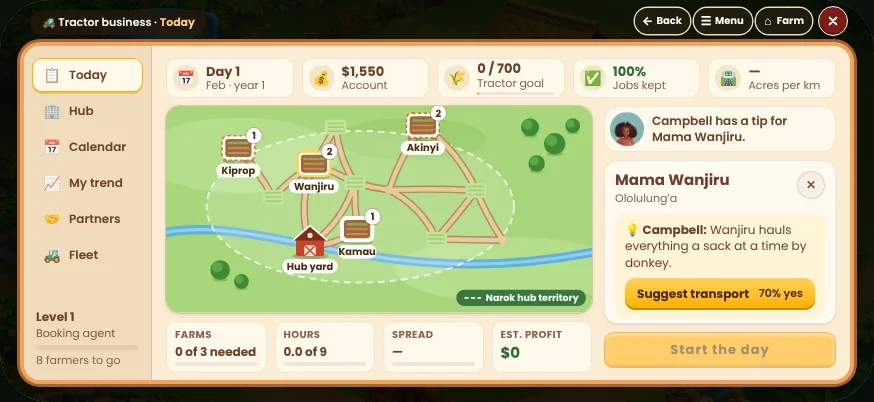 Tractor business · Today
← Back
☰ Menu
Farm
×
Today
Hub
Calendar
My trend
Partners
Fleet
Level 1
Booking agent
8 farmers to go
Day 1
Feb · year 1
$1,550
Account
0 / 700
Tractor goal
100%
Jobs kept
—
Acres per km
1
Kiprop
2
Wanjiru
2
Akinyi
1
Kamau
Hub yard
Narok hub territory
FARMS
0 of 3 needed
HOURS
0.0 of 9
SPREAD
—
EST. PROFIT
$0
Campbell has a tip for
Mama Wanjiru.
Mama Wanjiru
×
Ololulung'a
Campbell: Wanjiru hauls
everything a sack at a time by
donkey.
Suggest transport 70% yes
Start the day